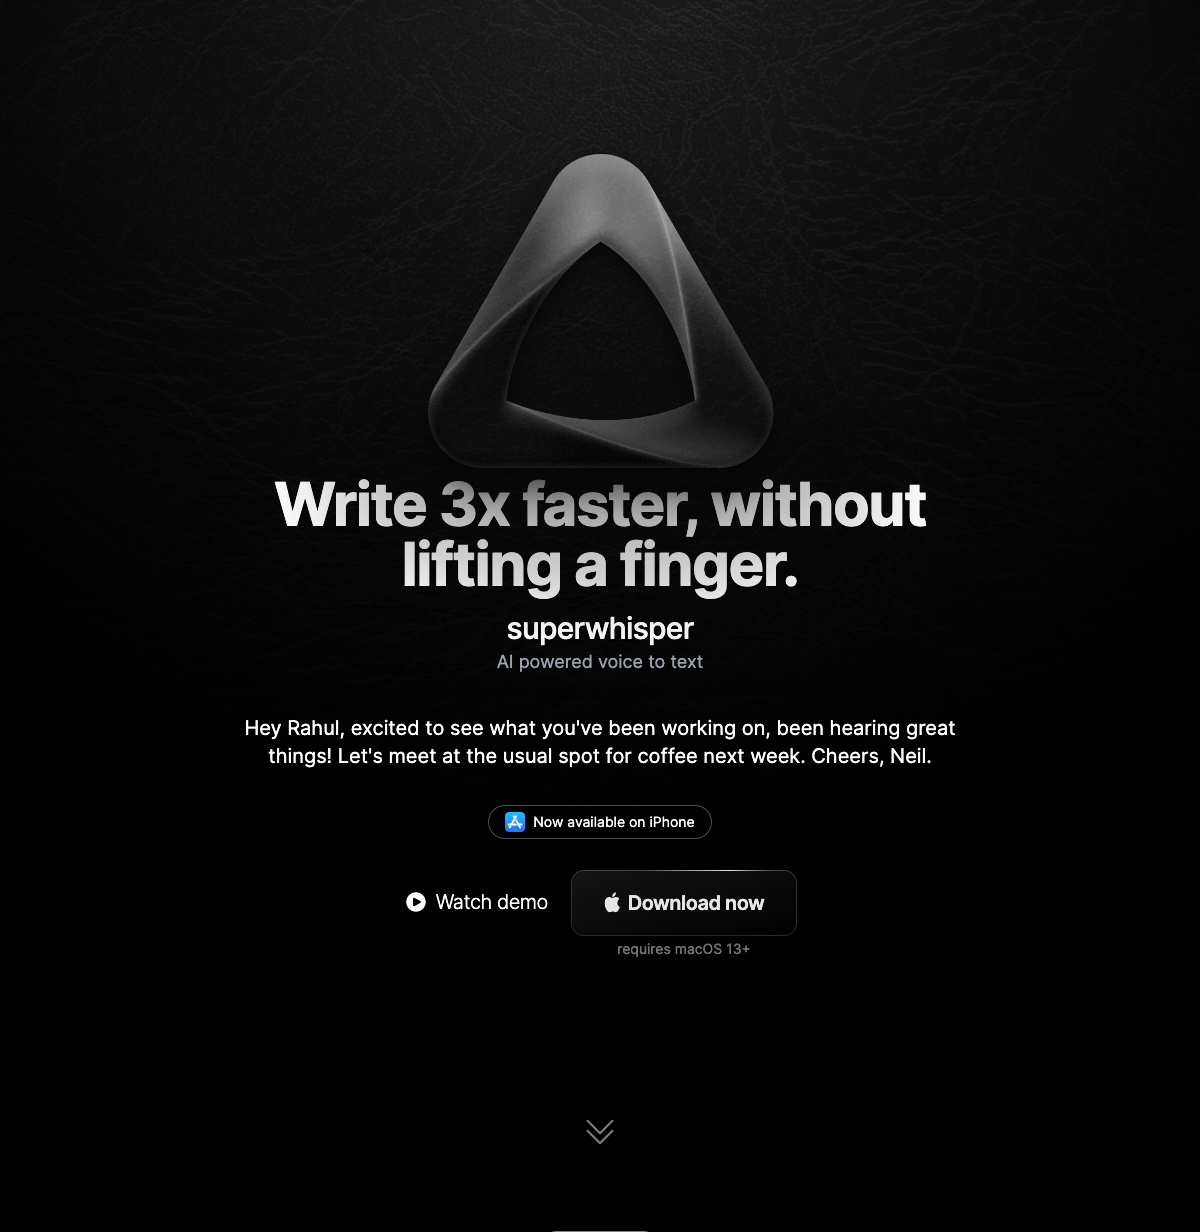 Write 3x faster, without
lifting a finger.
superwhisper
AI powered voice to text
Hey Rahul, excited to see what you've been working on, been hearing great
things! Let's meet at the usual spot for coffee next week. Cheers, Neil.
Now available on iPhone
Watch demo
Download now
requires macOS 13+